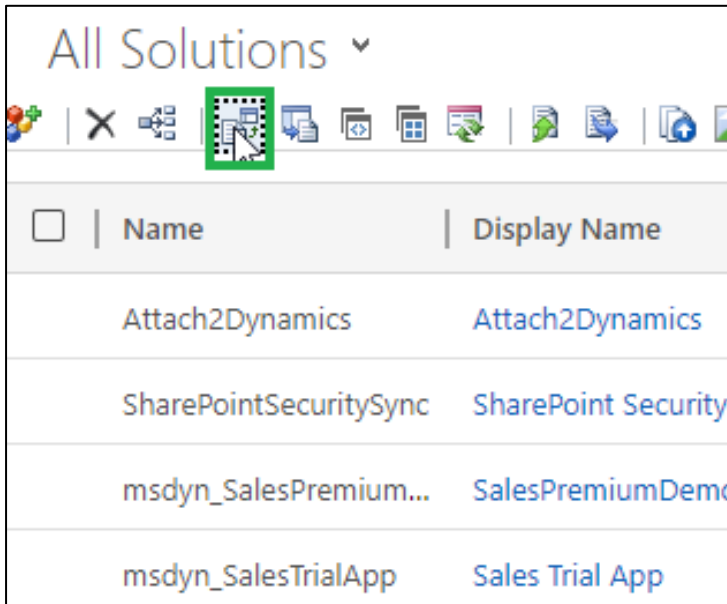 All Solutions
Name Display Name
Attach2Dynamics Attach2Dynamics
SharePointSecuritySync SharePoint Security
msdyn_SalesPremium... SalesPremiumDemo
msdyn_SalesTrialApp Sales Trial App